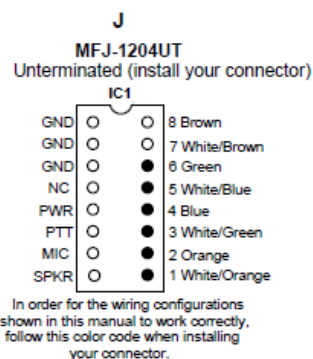 J
MFJ-1204UT
Unterminated (install your connector)
IC1
GND 8 Brown
GND 7 White/Brown
GND 6 Green
NC 5 White/Blue
PWR 4 Blue
PTT 3 White/Green
MIC 2 Orange
SPKR 1 White/Orange
In order for the wiring configurations
shown in this manual to work correctly,
follow this color code when installing
your connector.